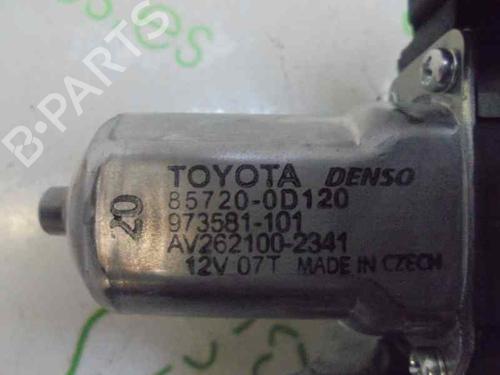 B-PARTS
20
TOYOTA DENSO
85720-0D120
973581-101
AV262100-2341
12V 07T MADE IN CZECH